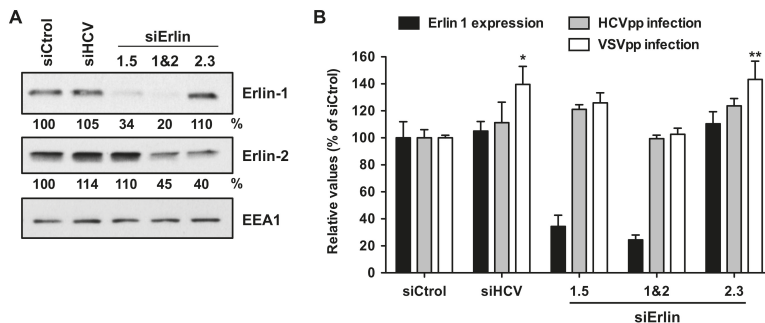 A
siCtrol
siHCV
siErlin
1.5 1&2 2.3
Erlin-1
100 105 34 20 110 %
Erlin-2
100 114 110 45 40 %
EEA1
B
Erlin 1 expression
HCVpp infection
VSVpp infection
Relative values (% of siCtrol)
160
140
120
100
80
60
40
20
0
*
**
siCtrol siHCV 1.5 1&2 2.3
siErlin